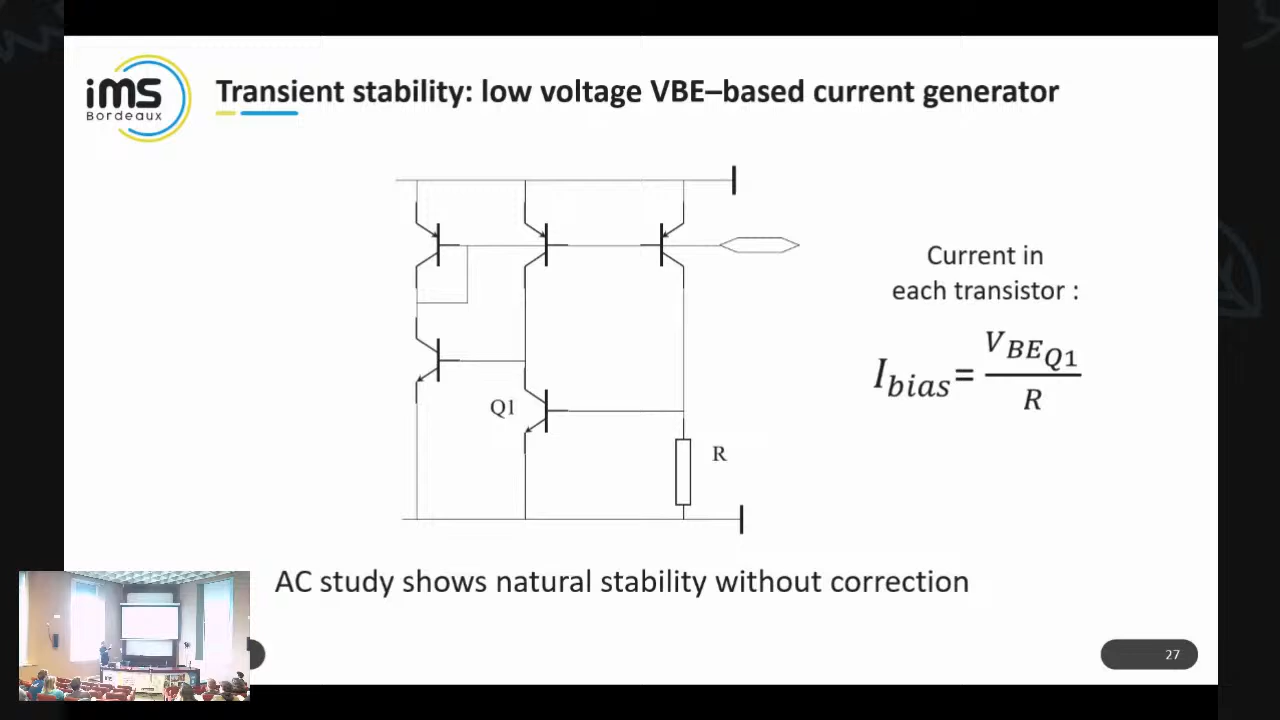 iMS
Bordeaux
Transient stability: low voltage VBE–based current generator
Current in
each transistor :
I_bias= V_BE_Q1 / R
Q1
R
AC study shows natural stability without correction
27